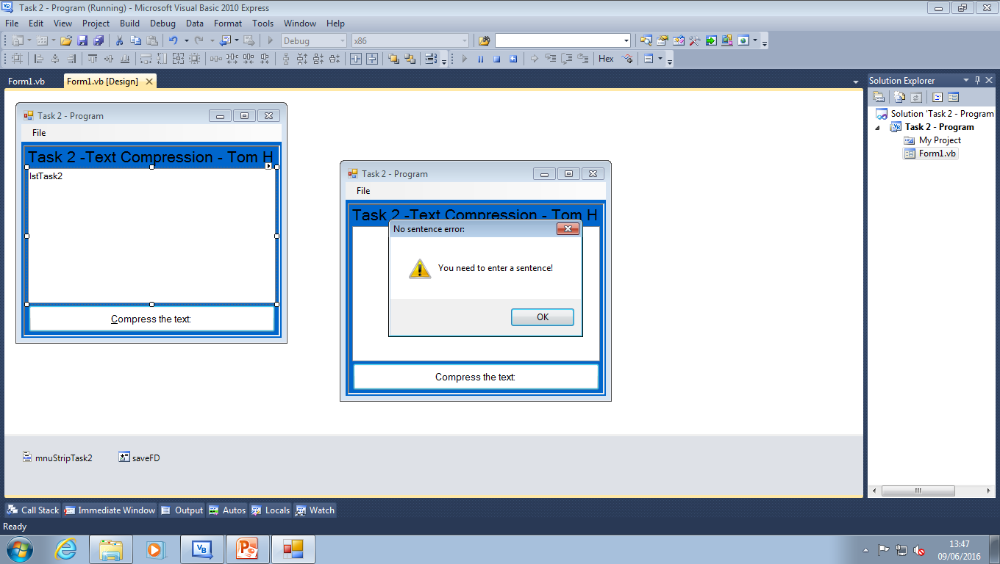 Task 2 - Program (Running) - Microsoft Visual Basic 2010 Express
File Edit View Project Build Debug Data Format Tools Window Help
Debug x86
Hex
Form1.vb Form1.vb [Design]
Task 2 - Program
File
Task 2 -Text Compression - Tom H
lstTask2
Compress the text:
Task 2 - Program
File
Task 2 -Text Compression - Tom H
No sentence error:
You need to enter a sentence!
OK
Compress the text:
mnuStripTask2 saveFD
Solution Explorer
Solution 'Task 2 - Program
Task 2 - Program
My Project
Form1.vb
Call Stack Immediate Window Output Autos Locals Watch
Ready
13:47
09/06/2016